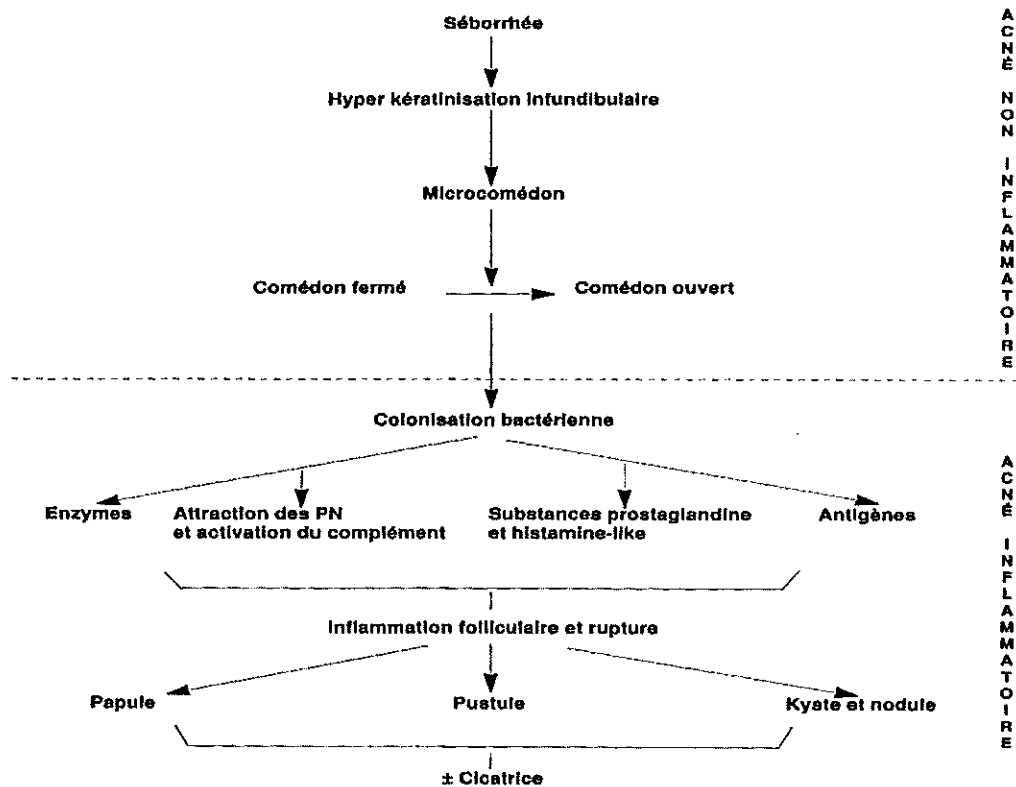 Séborrhée
Hyper kératinisation infundibulaire
Microcomédon
Comédon fermé
Comédon ouvert
ACNÉ NON INFLAMMATOIRE
Colonisation bactérienne
Enzymes
Attraction des PN
et activation du complément
Substances prostaglandine
et histamine-like
Antigènes
Inflammation folliculaire et rupture
Papule
Pustule
Kyste et nodule
± Cicatrice
ACNÉ INFLAMMATOIRE